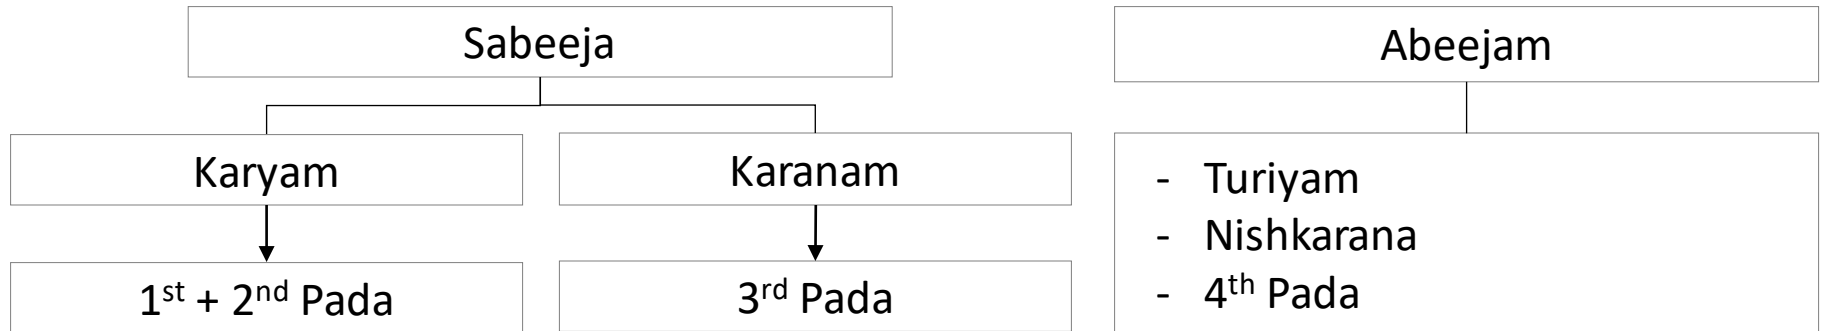 Sabeeja
Abeejam
Karyam
Karanam
- Turiyam
- Nishkarana
- 4th Pada
1st + 2nd Pada
3rd Pada